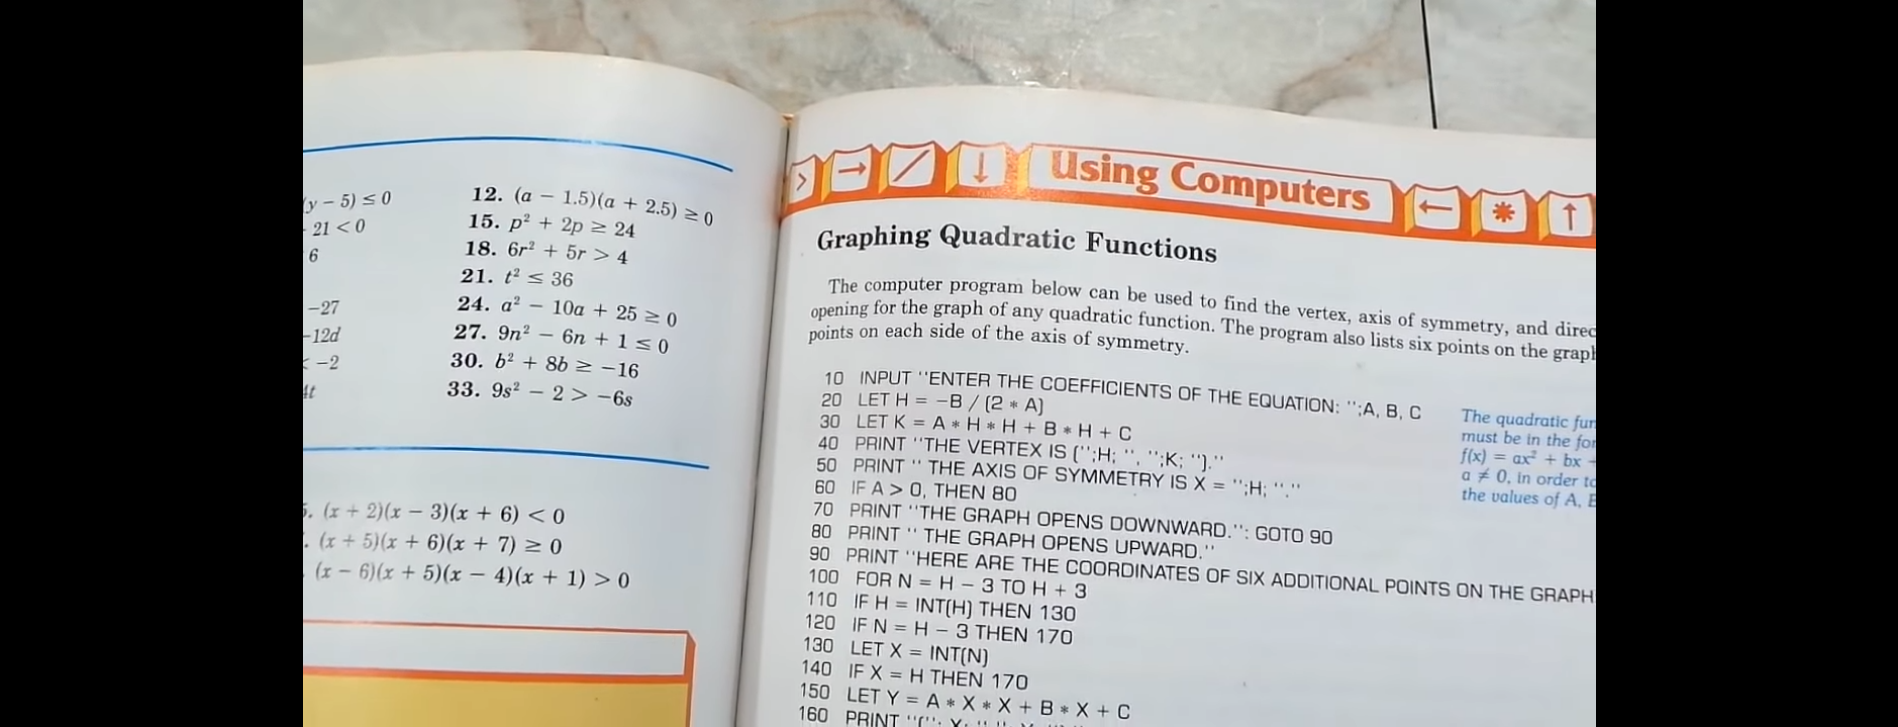 y – 5) ≤ 0
21 < 0
6
–27
–12d
–2
12. (a – 1.5)(a + 2.5) ≥ 0
15. p² + 2p ≥ 24
18. 6r² + 5r > 4
21. t² ≤ 36
24. a² – 10a + 25 ≥ 0
27. 9n² – 6n + 1 ≤ 0
30. b² + 8b ≥ –16
33. 9s² – 2 > –6s
(x + 2)(x – 3)(x + 6) < 0
(x + 5)(x + 6)(x + 7) ≥ 0
(x – 6)(x + 5)(x – 4)(x + 1) > 0
Using Computers
Graphing Quadratic Functions
The computer program below can be used to find the vertex, axis of symmetry, and direc
opening for the graph of any quadratic function. The program also lists six points on the graph
points on each side of the axis of symmetry.
10 INPUT "ENTER THE COEFFICIENTS OF THE EQUATION: ";A, B, C
20 LET H = –B / (2 * A)
30 LET K = A * H * H + B * H + C
40 PRINT "THE VERTEX IS (";H; ", ";K; ")."
50 PRINT " THE AXIS OF SYMMETRY IS X = ";H; "."
60 IF A > 0, THEN 80
70 PRINT "THE GRAPH OPENS DOWNWARD.": GOTO 90
80 PRINT " THE GRAPH OPENS UPWARD."
90 PRINT "HERE ARE THE COORDINATES OF SIX ADDITIONAL POINTS ON THE GRAPH
100 FOR N = H – 3 TO H + 3
110 IF H = INT(H) THEN 130
120 IF N = H – 3 THEN 170
130 LET X = INT(N)
140 IF X = H THEN 170
150 LET Y = A * X * X + B * X + C
160 PRINT
The quadratic fun
must be in the for
f(x) = ax² + bx
a ≠ 0, in order to
the values of A, B